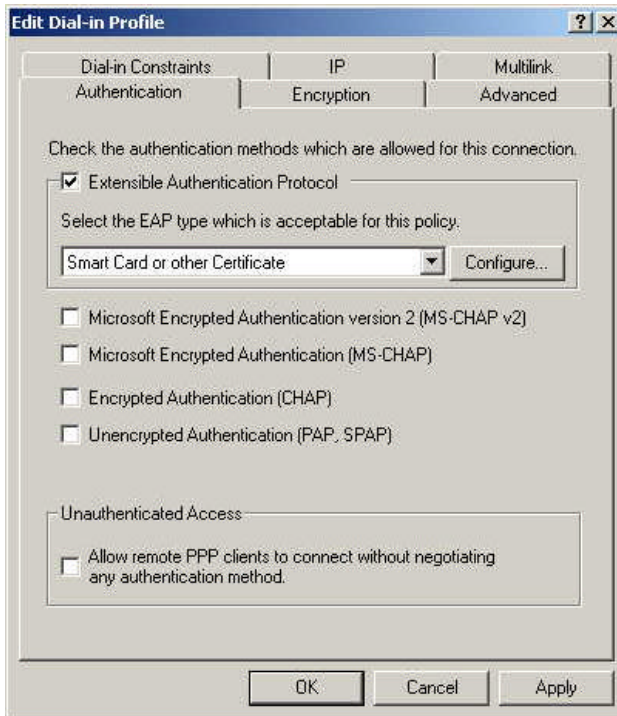 Edit Dial-in Profile
Dial-in Constraints
IP
Multilink
Authentication
Encryption
Advanced
Check the authentication methods which are allowed for this connection.
Extensible Authentication Protocol
Select the EAP type which is acceptable for this policy.
Smart Card or other Certificate
Configure...
Microsoft Encrypted Authentication version 2 (MS-CHAP v2)
Microsoft Encrypted Authentication (MS-CHAP)
Encrypted Authentication (CHAP)
Unencrypted Authentication (PAP, SPAP)
Unauthenticated Access
Allow remote PPP clients to connect without negotiating
any authentication method.
OK
Cancel
Apply